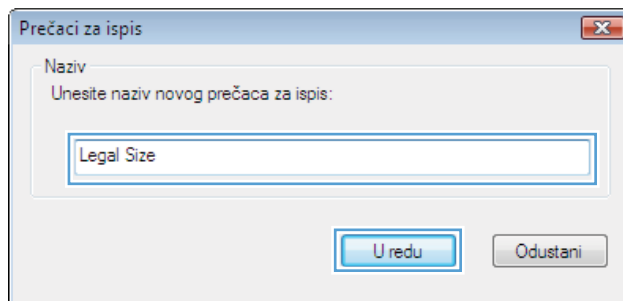 Prečaci za ispis
Naziv
Unesite naziv novog prečaca za ispis:
Legal Size
U redu
Odustani